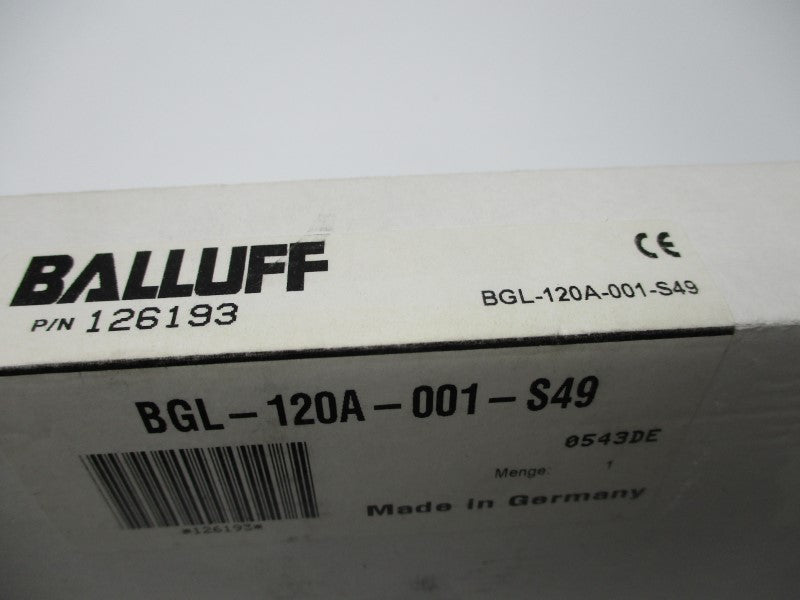 BALLUFF
CE
P/N 126193
BGL-120A-001-S49
BGL-120A-001-S49
0543DE
Menge: 1
Made in Germany
*126193*